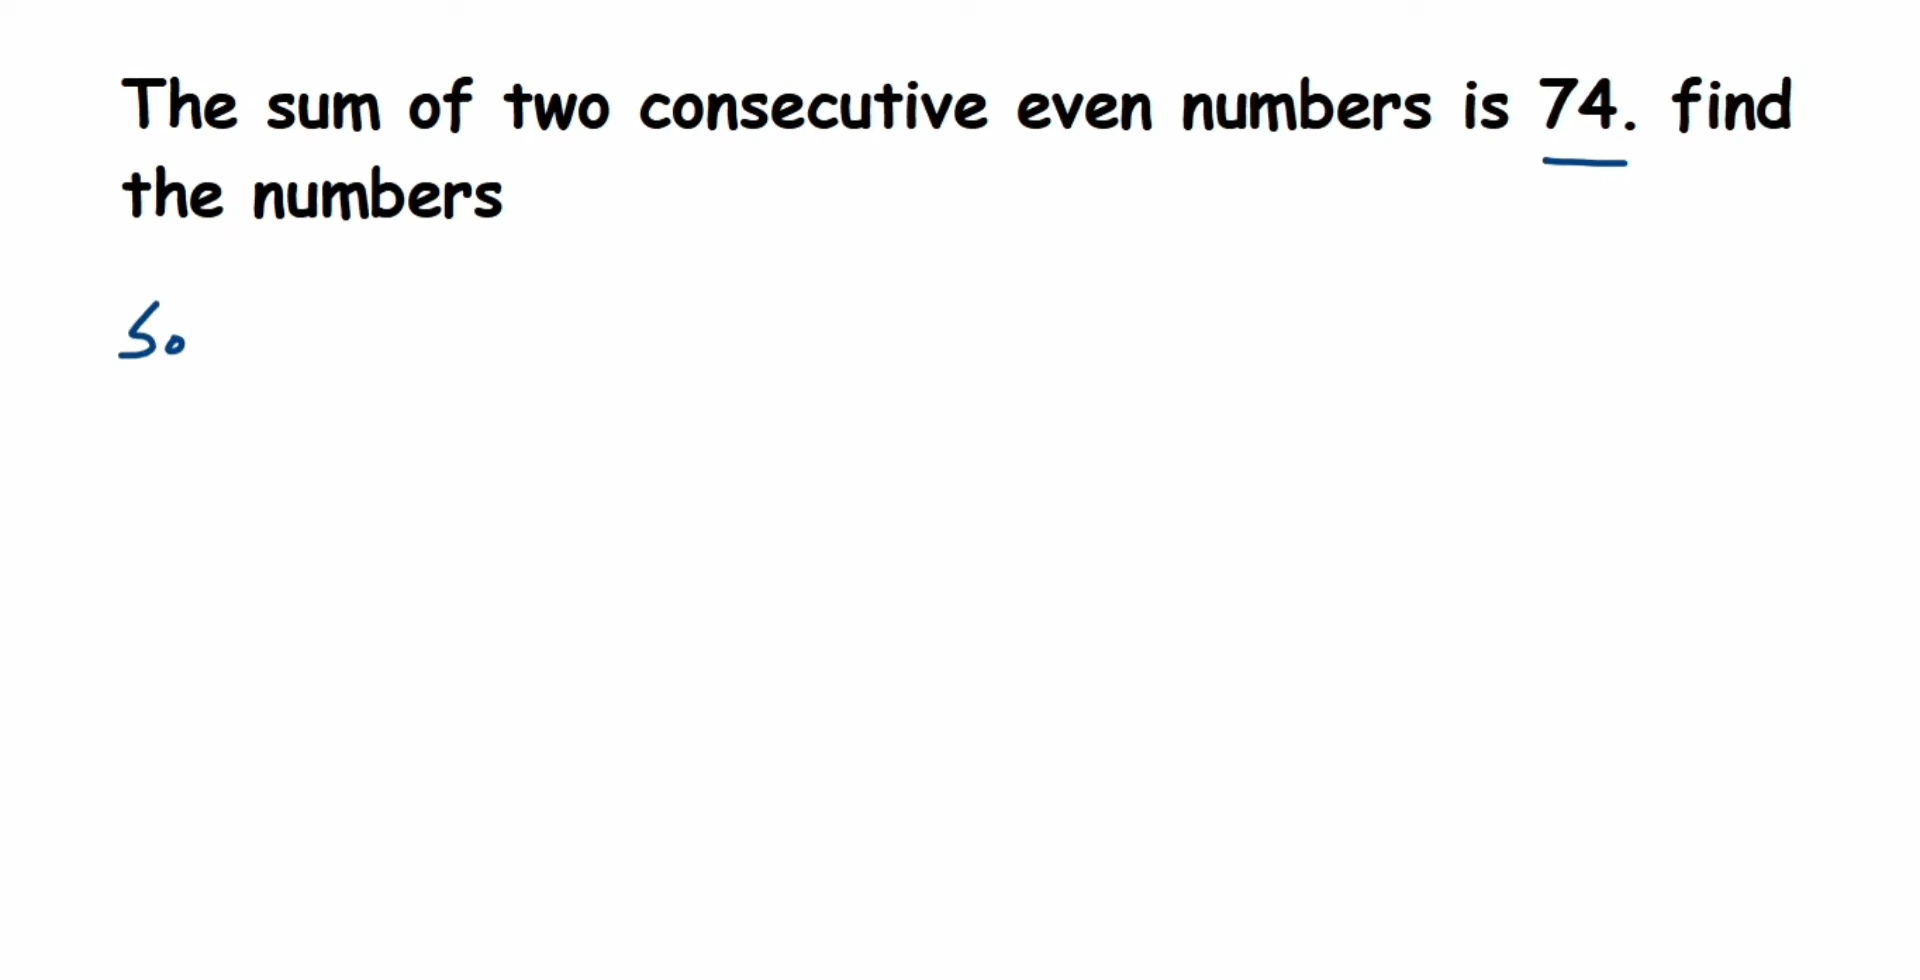 The sum of two consecutive even numbers is 74. find
the numbers
So